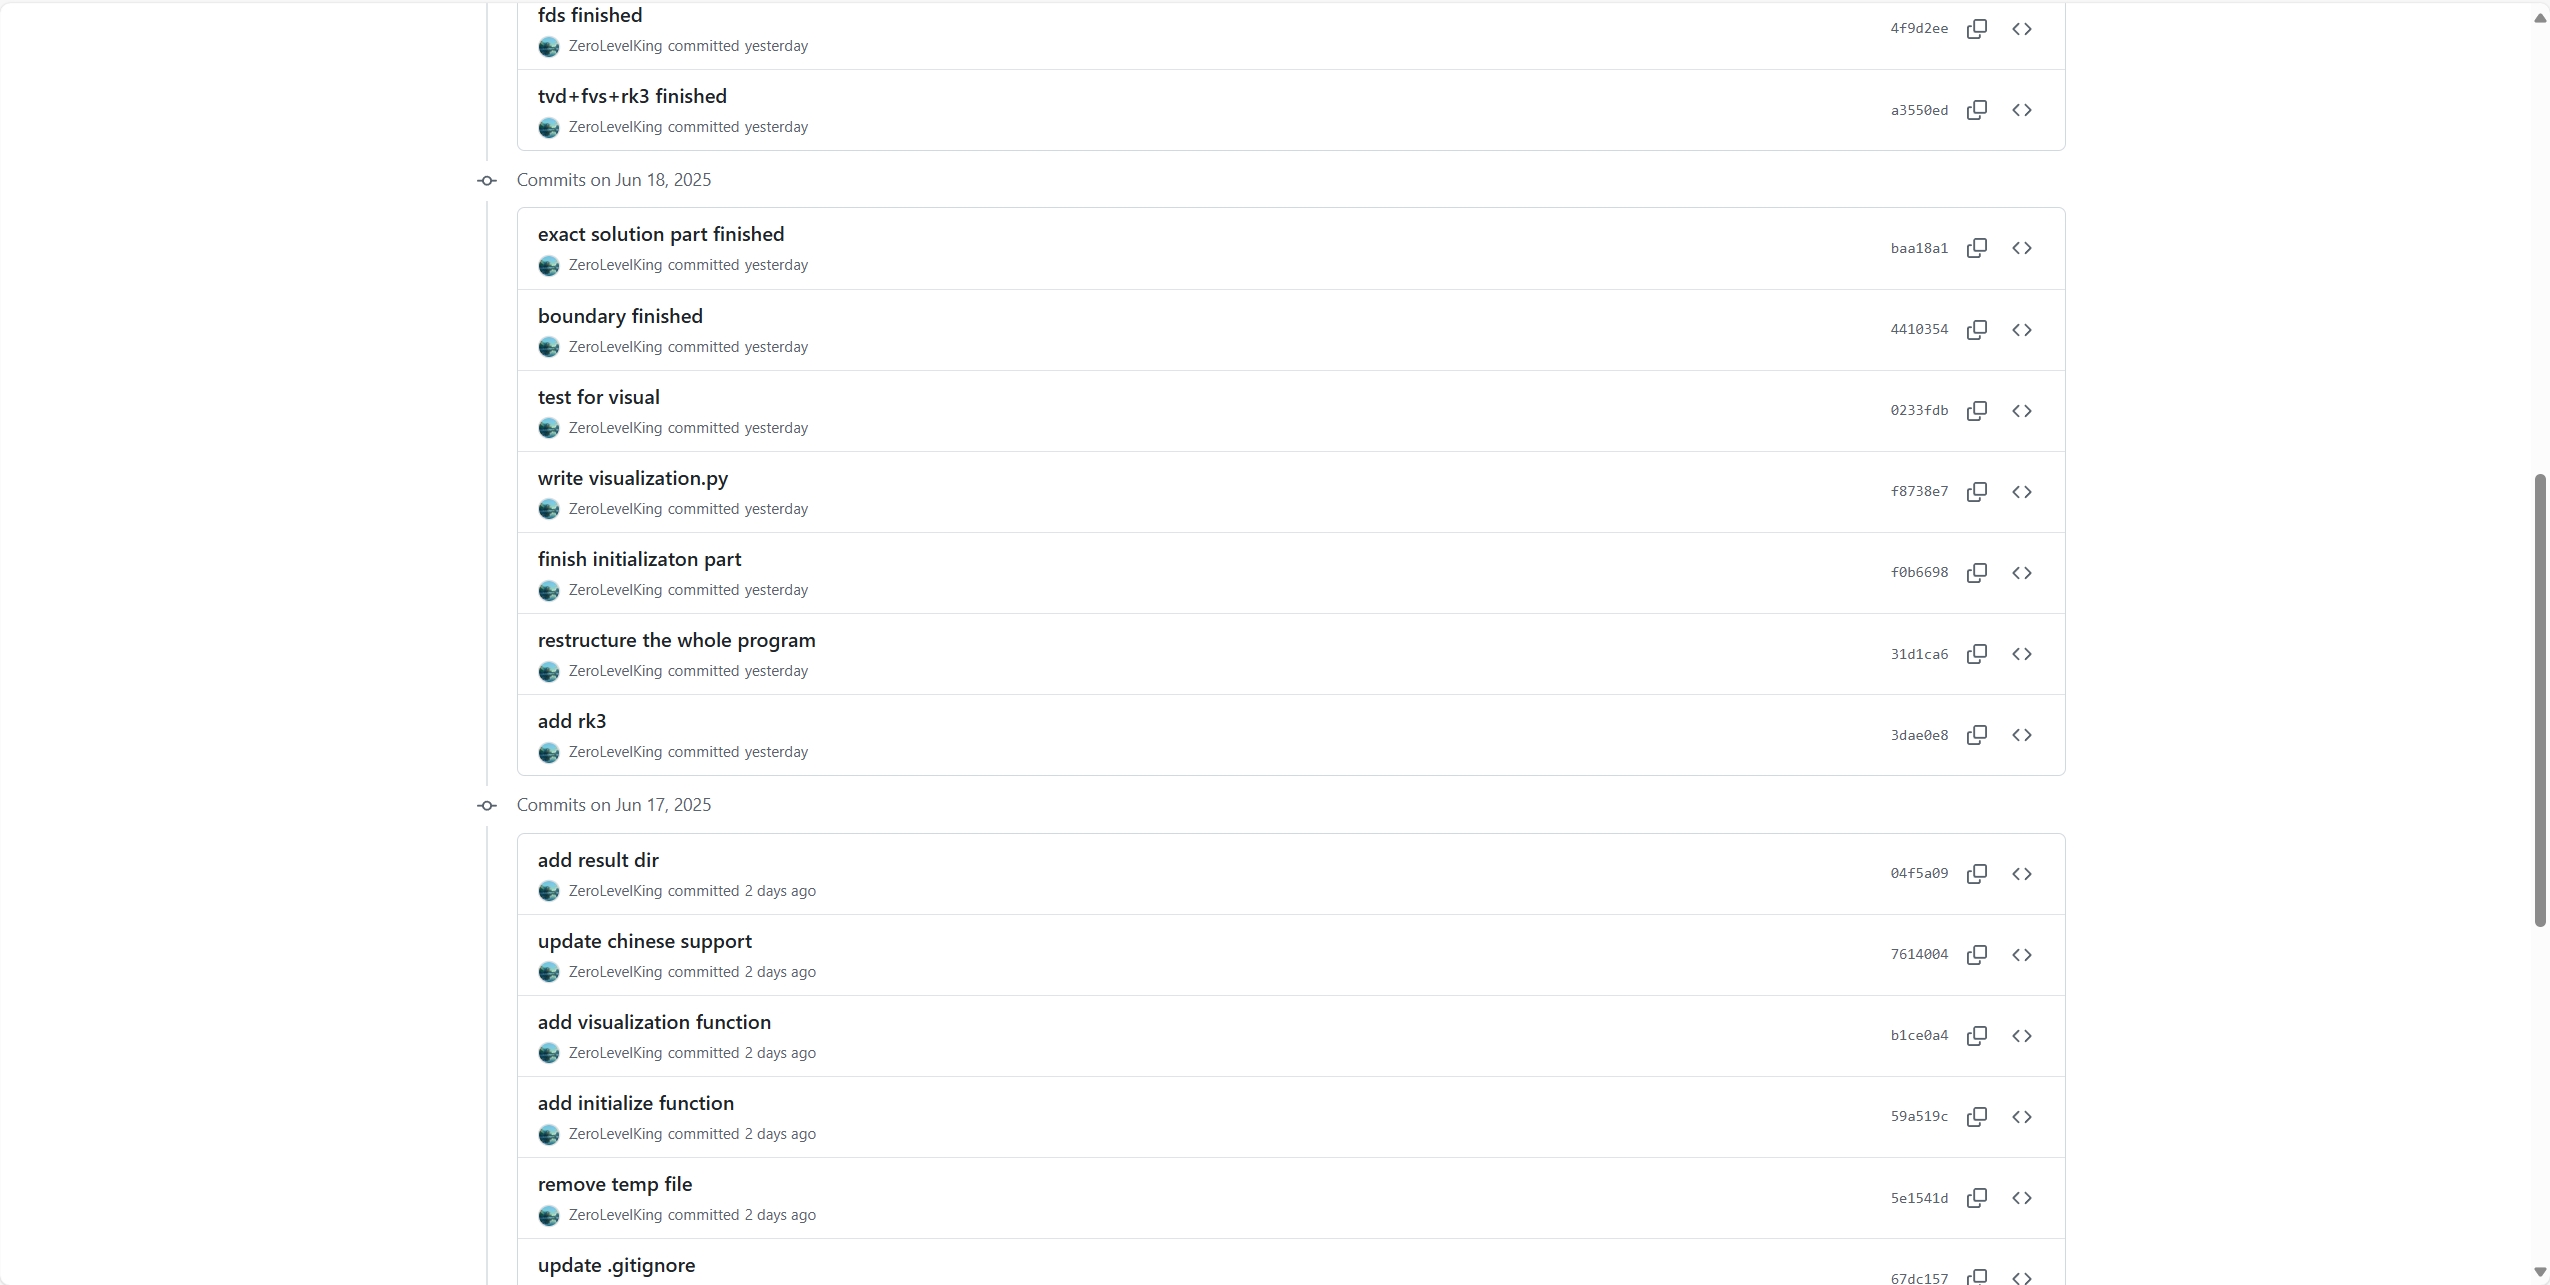 fds finished
4f9d2ee
ZeroLevelKing committed yesterday
tvd+fvs+rk3 finished
a3550ed
ZeroLevelKing committed yesterday
Commits on Jun 18, 2025
exact solution part finished
baa18a1
ZeroLevelKing committed yesterday
boundary finished
4410354
ZeroLevelKing committed yesterday
test for visual
0233fdb
ZeroLevelKing committed yesterday
write visualization.py
f8738e7
ZeroLevelKing committed yesterday
finish initializaton part
f0b6698
ZeroLevelKing committed yesterday
restructure the whole program
31d1ca6
ZeroLevelKing committed yesterday
add rk3
3dae0e8
ZeroLevelKing committed yesterday
Commits on Jun 17, 2025
add result dir
04f5a09
ZeroLevelKing committed 2 days ago
update chinese support
7614004
ZeroLevelKing committed 2 days ago
add visualization function
b1ce0a4
ZeroLevelKing committed 2 days ago
add initialize function
59a519c
ZeroLevelKing committed 2 days ago
remove temp file
5e1541d
ZeroLevelKing committed 2 days ago
update .gitignore
67dc157